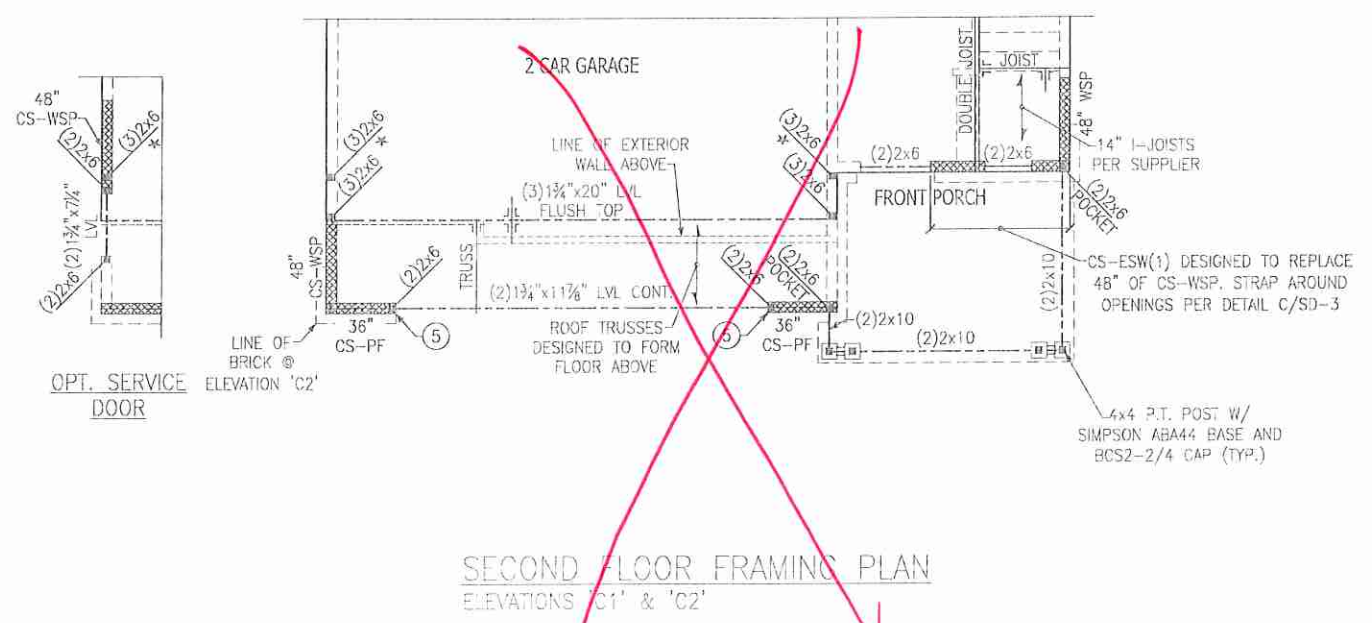 48"
CS-WSP
(2)2x6
(3)2x6
*
(2)1¾"x7¼"
LVL
(2)2x6
OPT. SERVICE
DOOR
2 CAR GARAGE
(3)2x6
*
(3)2x6
LINE OF EXTERIOR
WALL ABOVE
(3)1¾"x20" LVL
FLUSH TOP
48"
CS-WSP
(2)2x6
TRUSS
(2)1¾"x11⅞" LVL CONT.
36"
CS-PF
5
LINE OF
BRICK @
ELEVATION 'C2'
ROOF TRUSSES
DESIGNED TO FORM
FLOOR ABOVE
(3)2x6
*
(3)2x6
(2)2x6
(2)2x6
POCKET
5
36"
CS-PF
DOUBLE JOIST
JOIST
48" WSP
14" I-JOISTS
PER SUPPLIER
(2)2x6
(2)2x6
FRONT PORCH
(2)2x6
POCKET
CS-ESW(1) DESIGNED TO REPLACE
48" OF CS-WSP. STRAP AROUND
OPENINGS PER DETAIL C/SD-3
(2)2x10
(2)2x10
(2)2x10
4x4 P.T. POST W/
SIMPSON ABA44 BASE AND
BCS2-2/4 CAP (TYP.)
SECOND FLOOR FRAMING PLAN
ELEVATIONS 'C1' & 'C2'